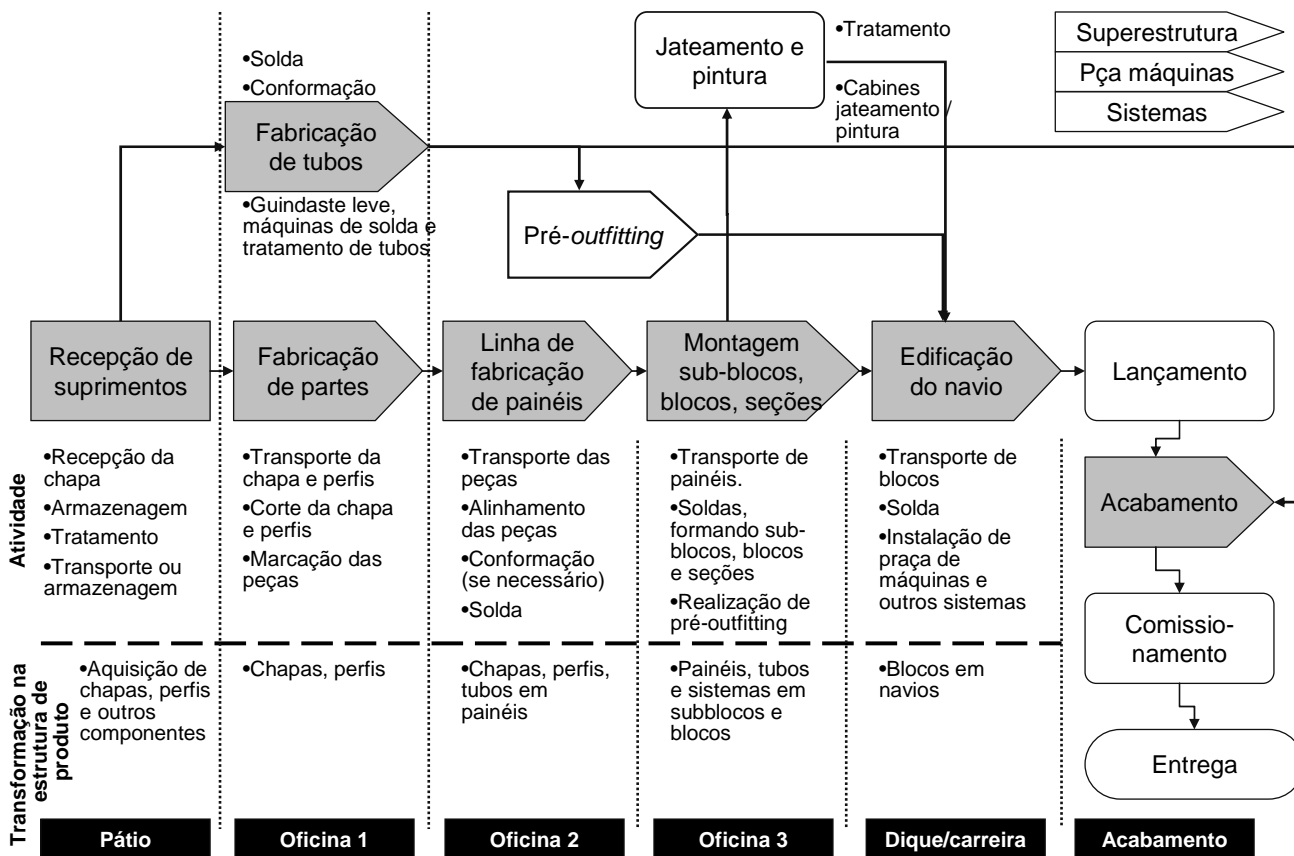 •Solda
•Conformação
Fabricação
de tubos
•Guindaste leve,
máquinas de solda e
tratamento de tubos
Jateamento e
pintura
•Tratamento
•Cabines
jateamento /
pintura
Superestrutura
Pça máquinas
Sistemas
Pré-outfitting
Recepção de
suprimentos
Fabricação
de partes
Linha de
fabricação
de painéis
Montagem
sub-blocos,
blocos, seções
Edificação
do navio
Lançamento
Acabamento
Comissio-
namento
Entrega
Atividade
•Recepção da
chapa
•Armazenagem
•Tratamento
•Transporte ou
armazenagem
•Transporte da
chapa e perfis
•Corte da chapa
e perfis
•Marcação das
peças
•Transporte das
peças
•Alinhamento
das peças
•Conformação
(se necessário)
•Solda
•Transporte de
painéis.
•Soldas,
formando sub-
blocos, blocos
e seções
•Realização de
pré-outfitting
•Transporte de
blocos
•Solda
•Instalação de
praça de
máquinas e
outros sistemas
Transformação na
estrutura de
produto
•Aquisição de
chapas, perfis
e outros
componentes
•Chapas, perfis
•Chapas, perfis,
tubos em
painéis
•Painéis, tubos
e sistemas em
subblocos e
blocos
•Blocos em
navios
Pátio
Oficina 1
Oficina 2
Oficina 3
Dique/carreira
Acabamento